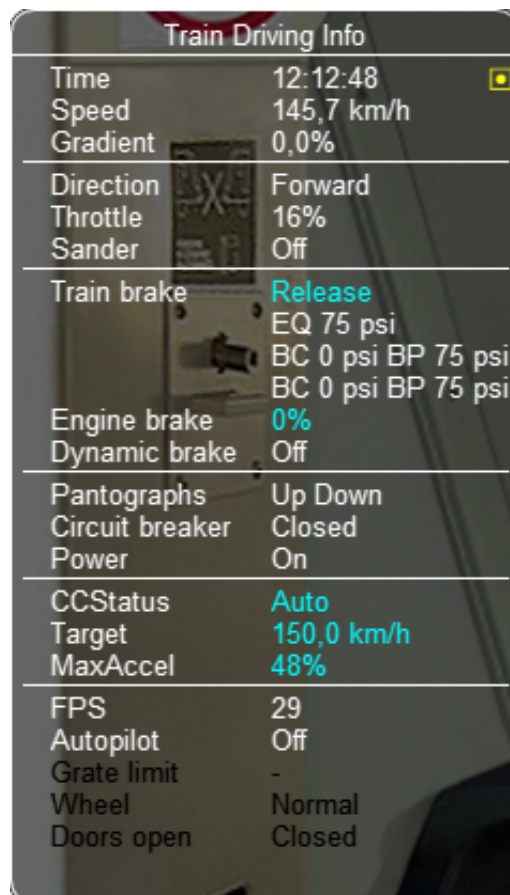 Train Driving Info
Time 12:12:48
Speed 145,7 km/h
Gradient 0,0%
Direction Forward
Throttle 16%
Sander Off
Train brake Release
EQ 75 psi
BC 0 psi BP 75 psi
BC 0 psi BP 75 psi
Engine brake 0%
Dynamic brake Off
Pantographs Up Down
Circuit breaker Closed
Power On
CCStatus Auto
Target 150,0 km/h
MaxAccel 48%
FPS 29
Autopilot Off
Grate limit -
Wheel Normal
Doors open Closed